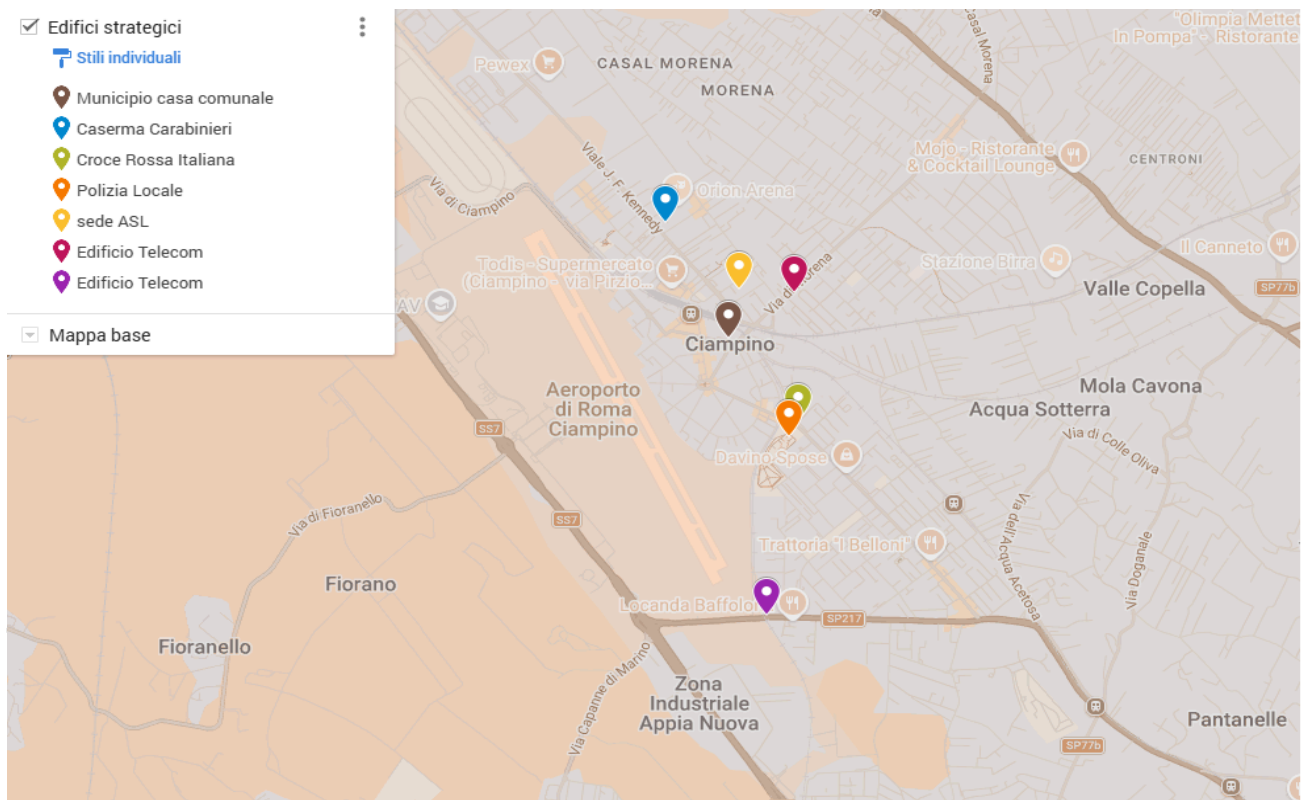 Edifici strategici
Stili individuali
Municipio casa comunale
Caserma Carabinieri
Croce Rossa Italiana
Polizia Locale
sede ASL
Edificio Telecom
Edificio Telecom
Mappa base
"Olimpia Mettet
In Pompa" - Ristorante
Casal Morena
Pewex
CASAL MORENA
MORENA
Mojo - Ristorante
& Cocktail Lounge
CENTRONI
Viale J. F. Kennedy
Via di Ciampino
Orion Arena
Il Canneto
Stazione Birra
Todis - Supermercato
(Ciampino - via Pirzio...
Via di Morena
SP77b
Valle Copella
AV
Ciampino
Aeroporto
di Roma
Ciampino
Mola Cavona
Acqua Sotterra
SS7
Via di Colle Oliva
Davino Spose
Via di Fioranello
SS7
Via dell'Acqua Acetosa
Trattoria "I Belloni"
Via Doganale
Fiorano
Locanda Baffolo
SP217
Fioranello
Via Capanne di Marino
Zona
Industriale
Appia Nuova
Pantanelle
SP77b